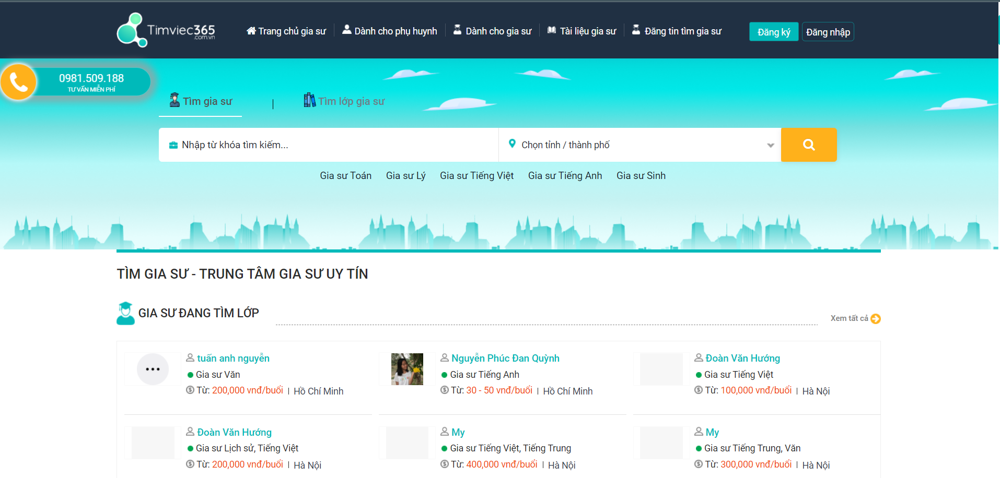 Timviec365
.com.vn
Trang chủ gia sư
Dành cho phụ huynh
Dành cho gia sư
Tài liệu gia sư
Đăng tin tìm gia sư
Đăng ký
Đăng nhập
0981.509.188
TƯ VẤN MIỄN PHÍ
Tìm gia sư
Tìm lớp gia sư
Nhập từ khóa tìm kiếm...
Chọn tỉnh / thành phố
Gia sư Toán
Gia sư Lý
Gia sư Tiếng Việt
Gia sư Tiếng Anh
Gia sư Sinh
TÌM GIA SƯ - TRUNG TÂM GIA SƯ UY TÍN
GIA SƯ ĐANG TÌM LỚP
Xem tất cả
tuấn anh nguyễn
Gia sư Văn
Từ: 200,000 vnđ/buổi | Hồ Chí Minh
Nguyễn Phúc Đan Quỳnh
Gia sư Tiếng Anh
Từ: 30 - 50 vnđ/buổi | Hồ Chí Minh
Đoàn Văn Hướng
Gia sư Tiếng Việt
Từ: 100,000 vnđ/buổi | Hà Nội
Đoàn Văn Hướng
Gia sư Lịch sử, Tiếng Việt
Từ: 200,000 vnđ/buổi | Hà Nội
My
Gia sư Tiếng Việt, Tiếng Trung
Từ: 400,000 vnđ/buổi | Hà Nội
My
Gia sư Tiếng Trung, Văn
Từ: 300,000 vnđ/buổi | Hà Nội